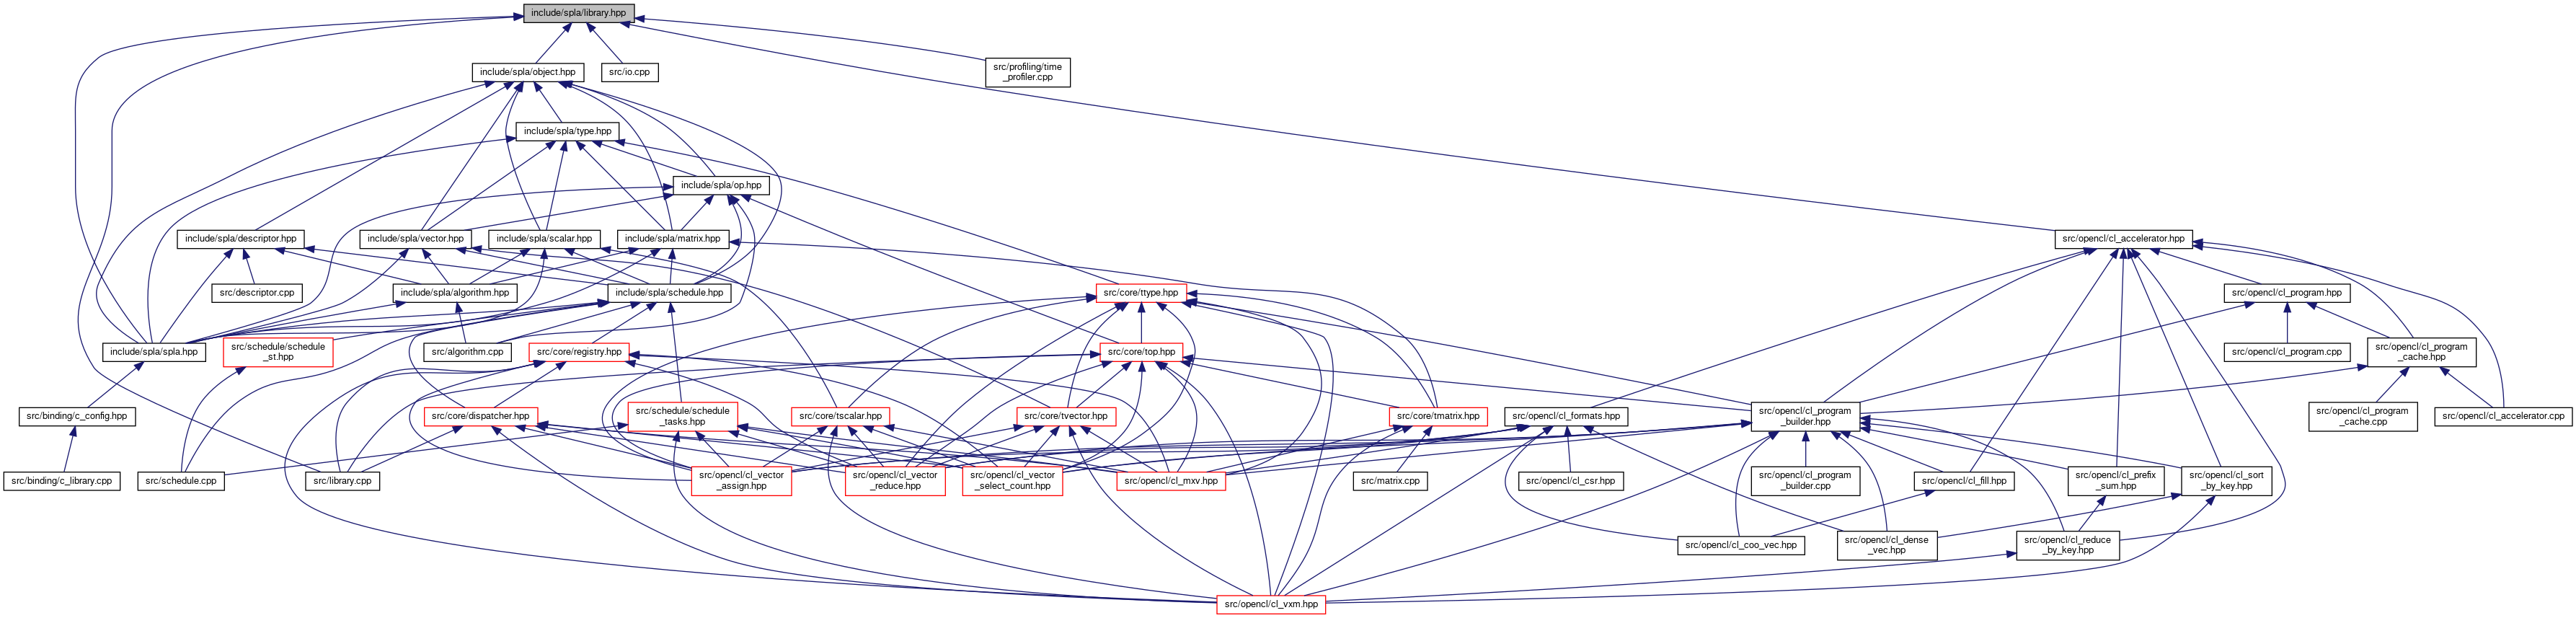 include/spla/library.hpp
include/spla/object.hpp
src/io.cpp
src/profiling/time
_profiler.cpp
include/spla/type.hpp
include/spla/op.hpp
include/spla/descriptor.hpp
include/spla/vector.hpp
include/spla/scalar.hpp
include/spla/matrix.hpp
src/opencl/cl_accelerator.hpp
src/descriptor.cpp
include/spla/algorithm.hpp
include/spla/schedule.hpp
src/core/ttype.hpp
src/opencl/cl_program.hpp
include/spla/spla.hpp
src/schedule/schedule
_st.hpp
src/algorithm.cpp
src/core/registry.hpp
src/core/top.hpp
src/opencl/cl_program.cpp
src/opencl/cl_program
_cache.hpp
src/binding/c_config.hpp
src/core/dispatcher.hpp
src/schedule/schedule
_tasks.hpp
src/core/tscalar.hpp
src/core/tvector.hpp
src/core/tmatrix.hpp
src/opencl/cl_formats.hpp
src/opencl/cl_program
_builder.hpp
src/opencl/cl_program
_cache.cpp
src/opencl/cl_accelerator.cpp
src/binding/c_library.cpp
src/schedule.cpp
src/library.cpp
src/opencl/cl_vector
_assign.hpp
src/opencl/cl_vector
_reduce.hpp
src/opencl/cl_vector
_select_count.hpp
src/opencl/cl_mxv.hpp
src/matrix.cpp
src/opencl/cl_csr.hpp
src/opencl/cl_program
_builder.cpp
src/opencl/cl_fill.hpp
src/opencl/cl_prefix
_sum.hpp
src/opencl/cl_sort
_by_key.hpp
src/opencl/cl_coo_vec.hpp
src/opencl/cl_dense
_vec.hpp
src/opencl/cl_reduce
_by_key.hpp
src/opencl/cl_vxm.hpp